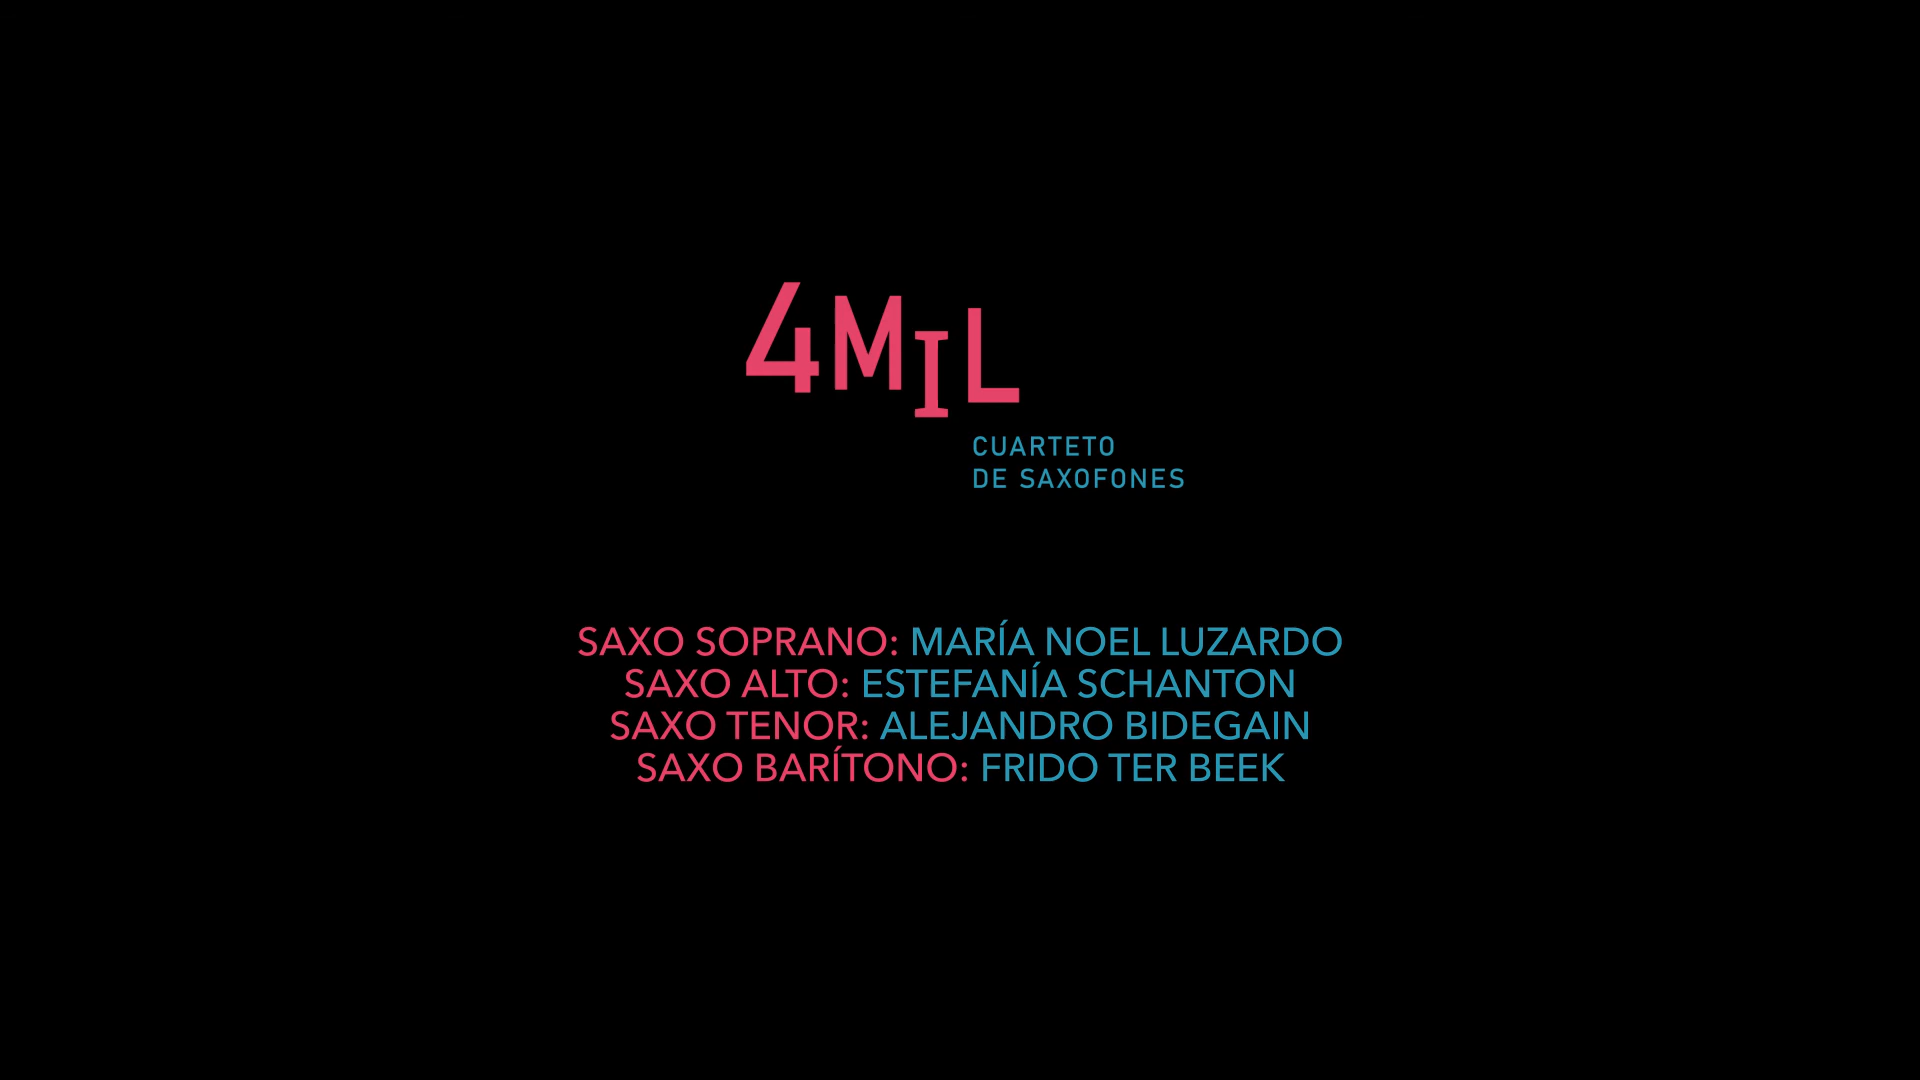 4MIL
CUARTETO
DE SAXOFONES
SAXO SOPRANO: MARÍA NOEL LUZARDO
SAXO ALTO: ESTEFANÍA SCHANTON
SAXO TENOR: ALEJANDRO BIDEGAIN
SAXO BARÍTONO: FRIDO TER BEEK